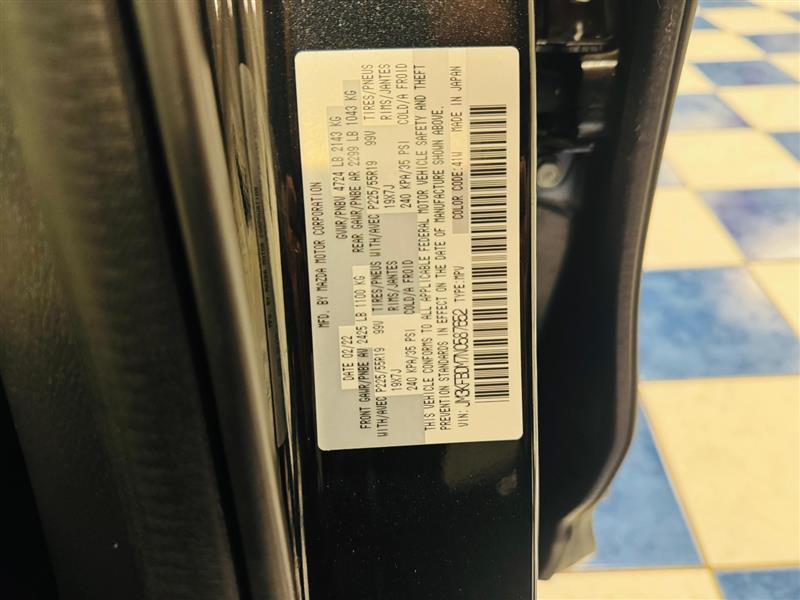 MFD. BY MAZDA MOTOR CORPORATION
DATE 02/22 GVWR/PNBV 4724 LB 2143 KG
FRONT GAWR/PNBE AV 2425 LB 1100 KG REAR GAWR/PNBE AR 2299 LB 1043 KG
WITH/AVEC P225/55R19 99V TIRES/PNEUS WITH/AVEC P225/55R19 99V TIRES/PNEUS
19X7J RIMS/JANTES 19X7J RIMS/JANTES
240 KPA/35 PSI COLD/A FROID 240 KPA/35 PSI COLD/A FROID
THIS VEHICLE CONFORMS TO ALL APPLICABLE FEDERAL MOTOR VEHICLE SAFETY AND THEFT
PREVENTION STANDARDS IN EFFECT ON THE DATE OF MANUFACTURE SHOWN ABOVE.
VIN: JM3KFBDM7N0587652 TYPE:MPV COLOR CODE:41W MADE IN JAPAN